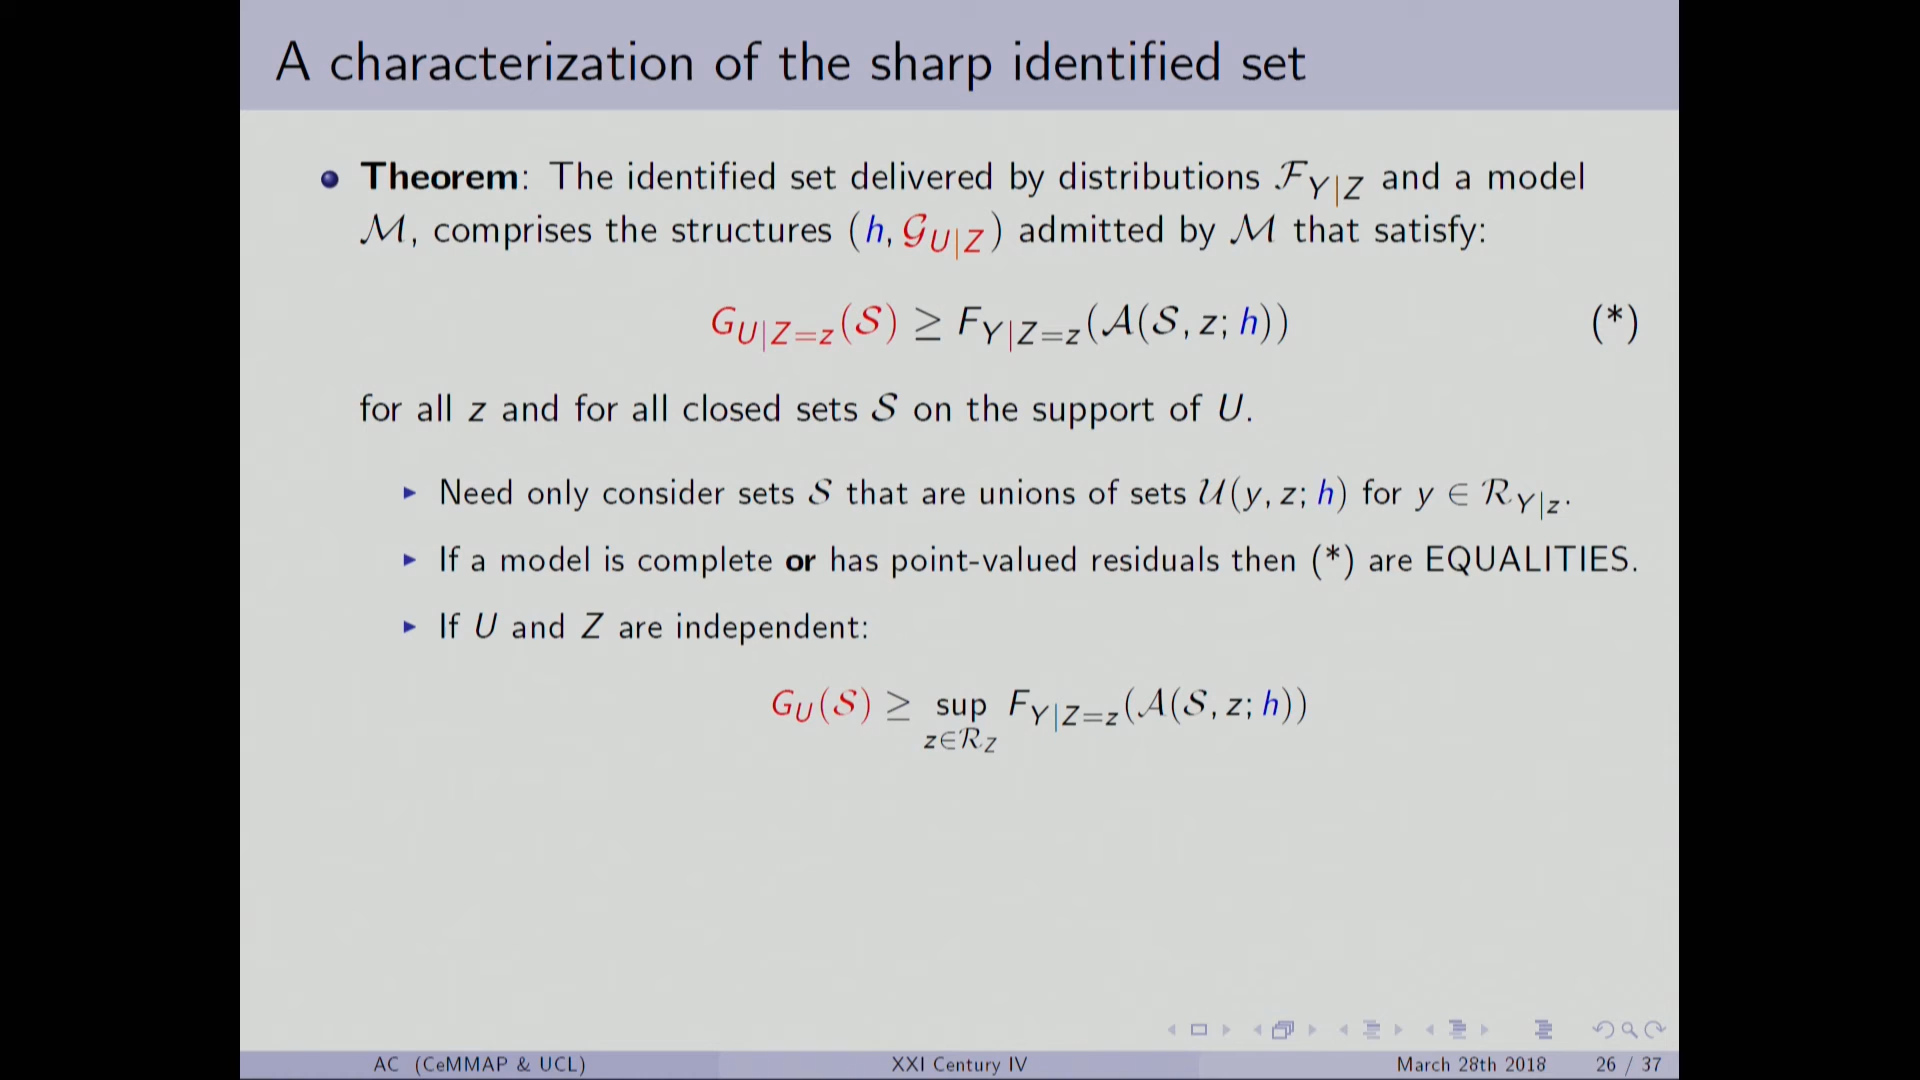 A characterization of the sharp identified set
Theorem: The identified set delivered by distributions ℱ_{Y|Z} and a model
ℳ, comprises the structures (h, 𝒢_{U|Z}) admitted by ℳ that satisfy:
G_{U|Z=z}(𝒮) ≥ F_{Y|Z=z}(𝒜(𝒮, z; h)) (*)
for all z and for all closed sets 𝒮 on the support of U.
Need only consider sets 𝒮 that are unions of sets 𝒰(y, z; h) for y ∈ ℛ_{Y|z}.
If a model is complete or has point-valued residuals then (*) are EQUALITIES.
If U and Z are independent:
G_U(𝒮) ≥ sup_{z∈ℛ_Z} F_{Y|Z=z}(𝒜(𝒮, z; h))
AC (CeMMAP & UCL) XXI Century IV March 28th 2018 26 / 37